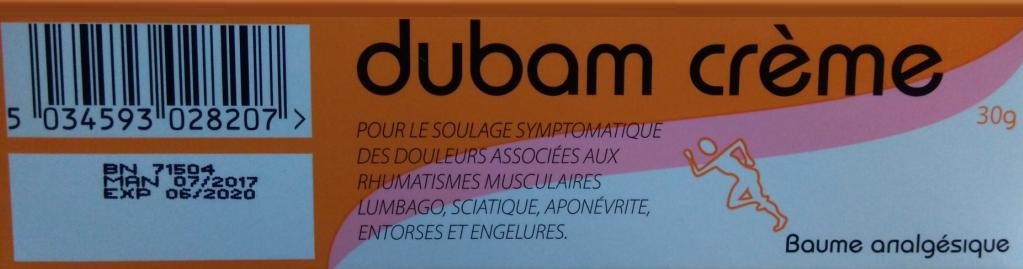 5 034593 028207 >
BN 71504
MAN 07/2017
EXP 06/2020
dubam crème
POUR LE SOULAGE SYMPTOMATIQUE
DES DOULEURS ASSOCIÉES AUX
RHUMATISMES MUSCULAIRES
LUMBAGO, SCIATIQUE, APONÉVRITE,
ENTORSES ET ENGELURES.
30g
Baume analgésique